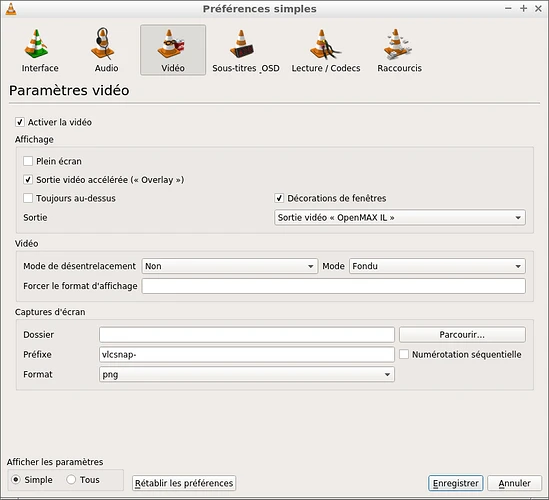 Préférences simples
Interface
Audio
Vidéo
Sous-titres_OSD
Lecture / Codecs
Raccourcis
Paramètres vidéo
Activer la vidéo
Affichage
Plein écran
Sortie vidéo accélérée (« Overlay »)
Toujours au-dessus
Décorations de fenêtres
Sortie
Sortie vidéo « OpenMAX IL »
Vidéo
Mode de désentrelacement
Non
Mode
Fondu
Forcer le format d'affichage
Captures d'écran
Dossier
Parcourir...
Préfixe
vlcsnap-
Numérotation séquentielle
Format
png
Afficher les paramètres
Simple
Tous
Rétablir les préférences
Enregistrer
Annuler